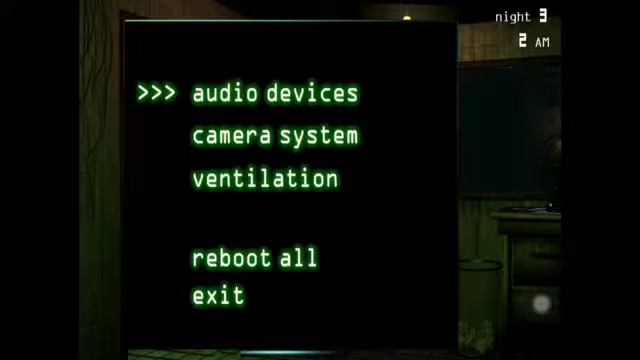 night 3
2 AM
>>> audio devices
camera system
ventilation
reboot all
exit